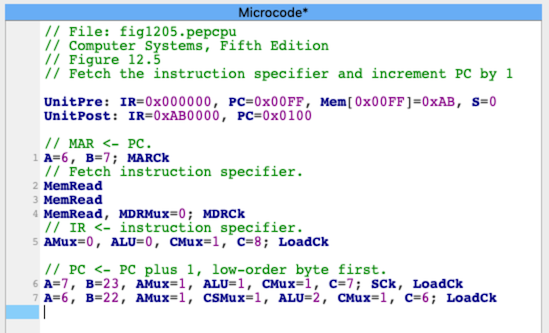 Microcode*
// File: fig1205.pepcpu
// Computer Systems, Fifth Edition
// Figure 12.5
// Fetch the instruction specifier and increment PC by 1
UnitPre: IR=0x000000, PC=0x00FF, Mem[0x00FF]=0xAB, S=0
UnitPost: IR=0xAB0000, PC=0x0100
// MAR <- PC.
1 A=6, B=7; MARCk
// Fetch instruction specifier.
2 MemRead
3 MemRead
4 MemRead, MDRMux=0; MDRCk
// IR <- instruction specifier.
5 AMux=0, ALU=0, CMux=1, C=8; LoadCk
// PC <- PC plus 1, low-order byte first.
6 A=7, B=23, AMux=1, ALU=1, CMux=1, C=7; SCk, LoadCk
7 A=6, B=22, AMux=1, CSMux=1, ALU=2, CMux=1, C=6; LoadCk